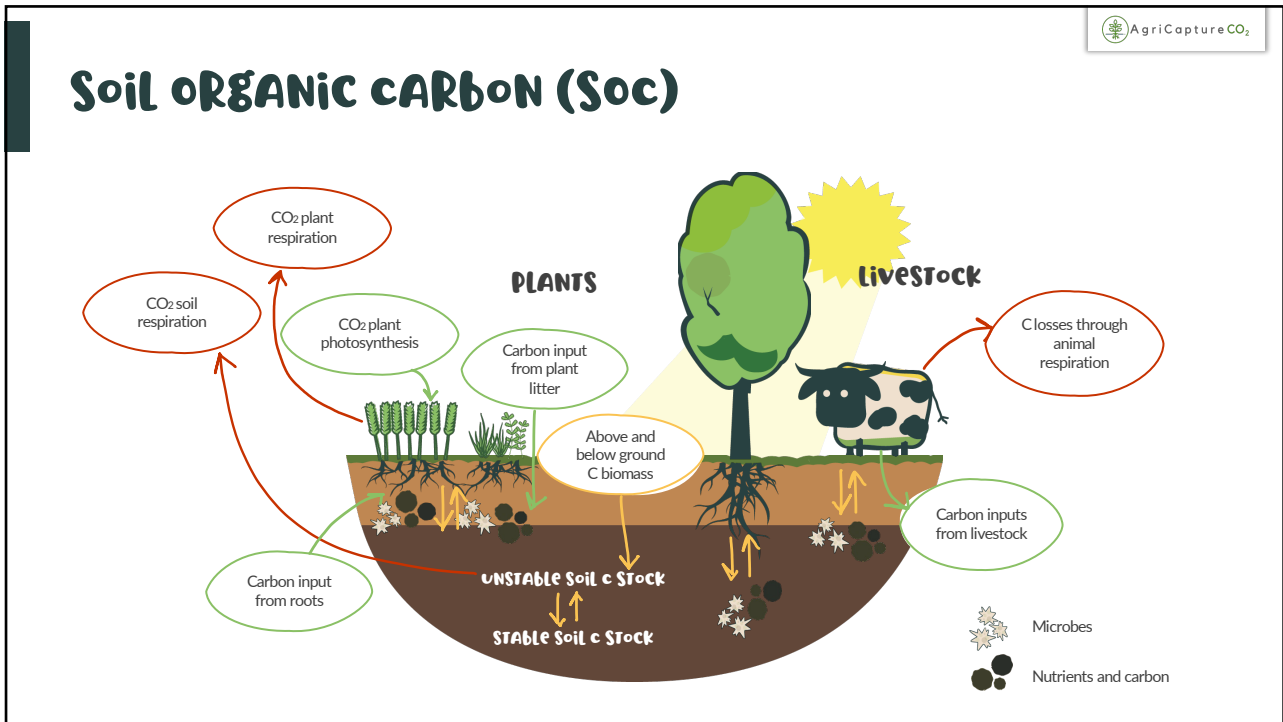 AgriCaptureCO₂
Soil ORgANiC CARboN (Soc)
CO₂ plant
respiration
PlANTS
livESTOCK
CO₂ soil
respiration
CO₂ plant
photosynthesis
Carbon input
from plant
litter
C losses through
animal
respiration
Above and
below ground
C biomass
Carbon inputs
from livestock
Carbon input
from roots
UNSTAblE Soil c STOCK
STAblE Soil c STOCK
Microbes
Nutrients and carbon